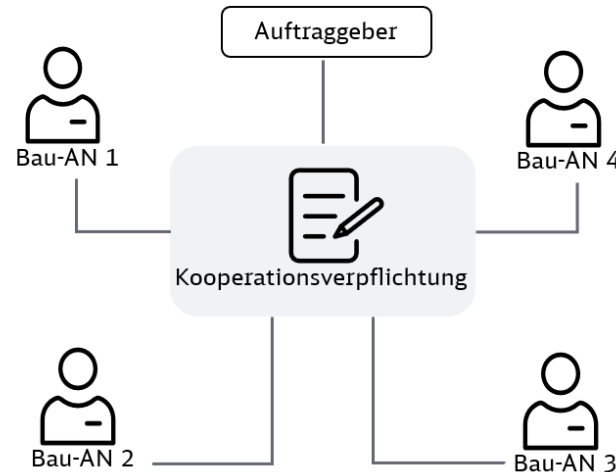 Auftraggeber
Bau-AN 1
Bau-AN 4
Kooperationsverpflichtung
Bau-AN 2
Bau-AN 3